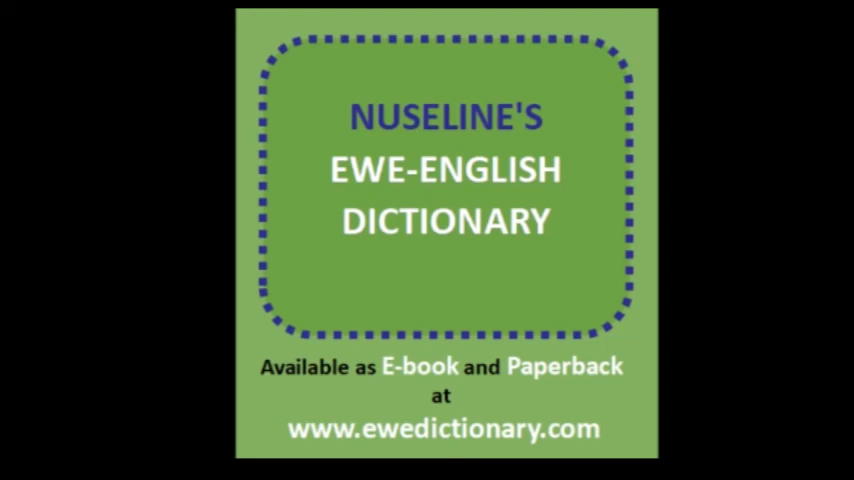 NUSELINE'S
EWE-ENGLISH
DICTIONARY
Available as E-book and Paperback
at
www.ewedictionary.com